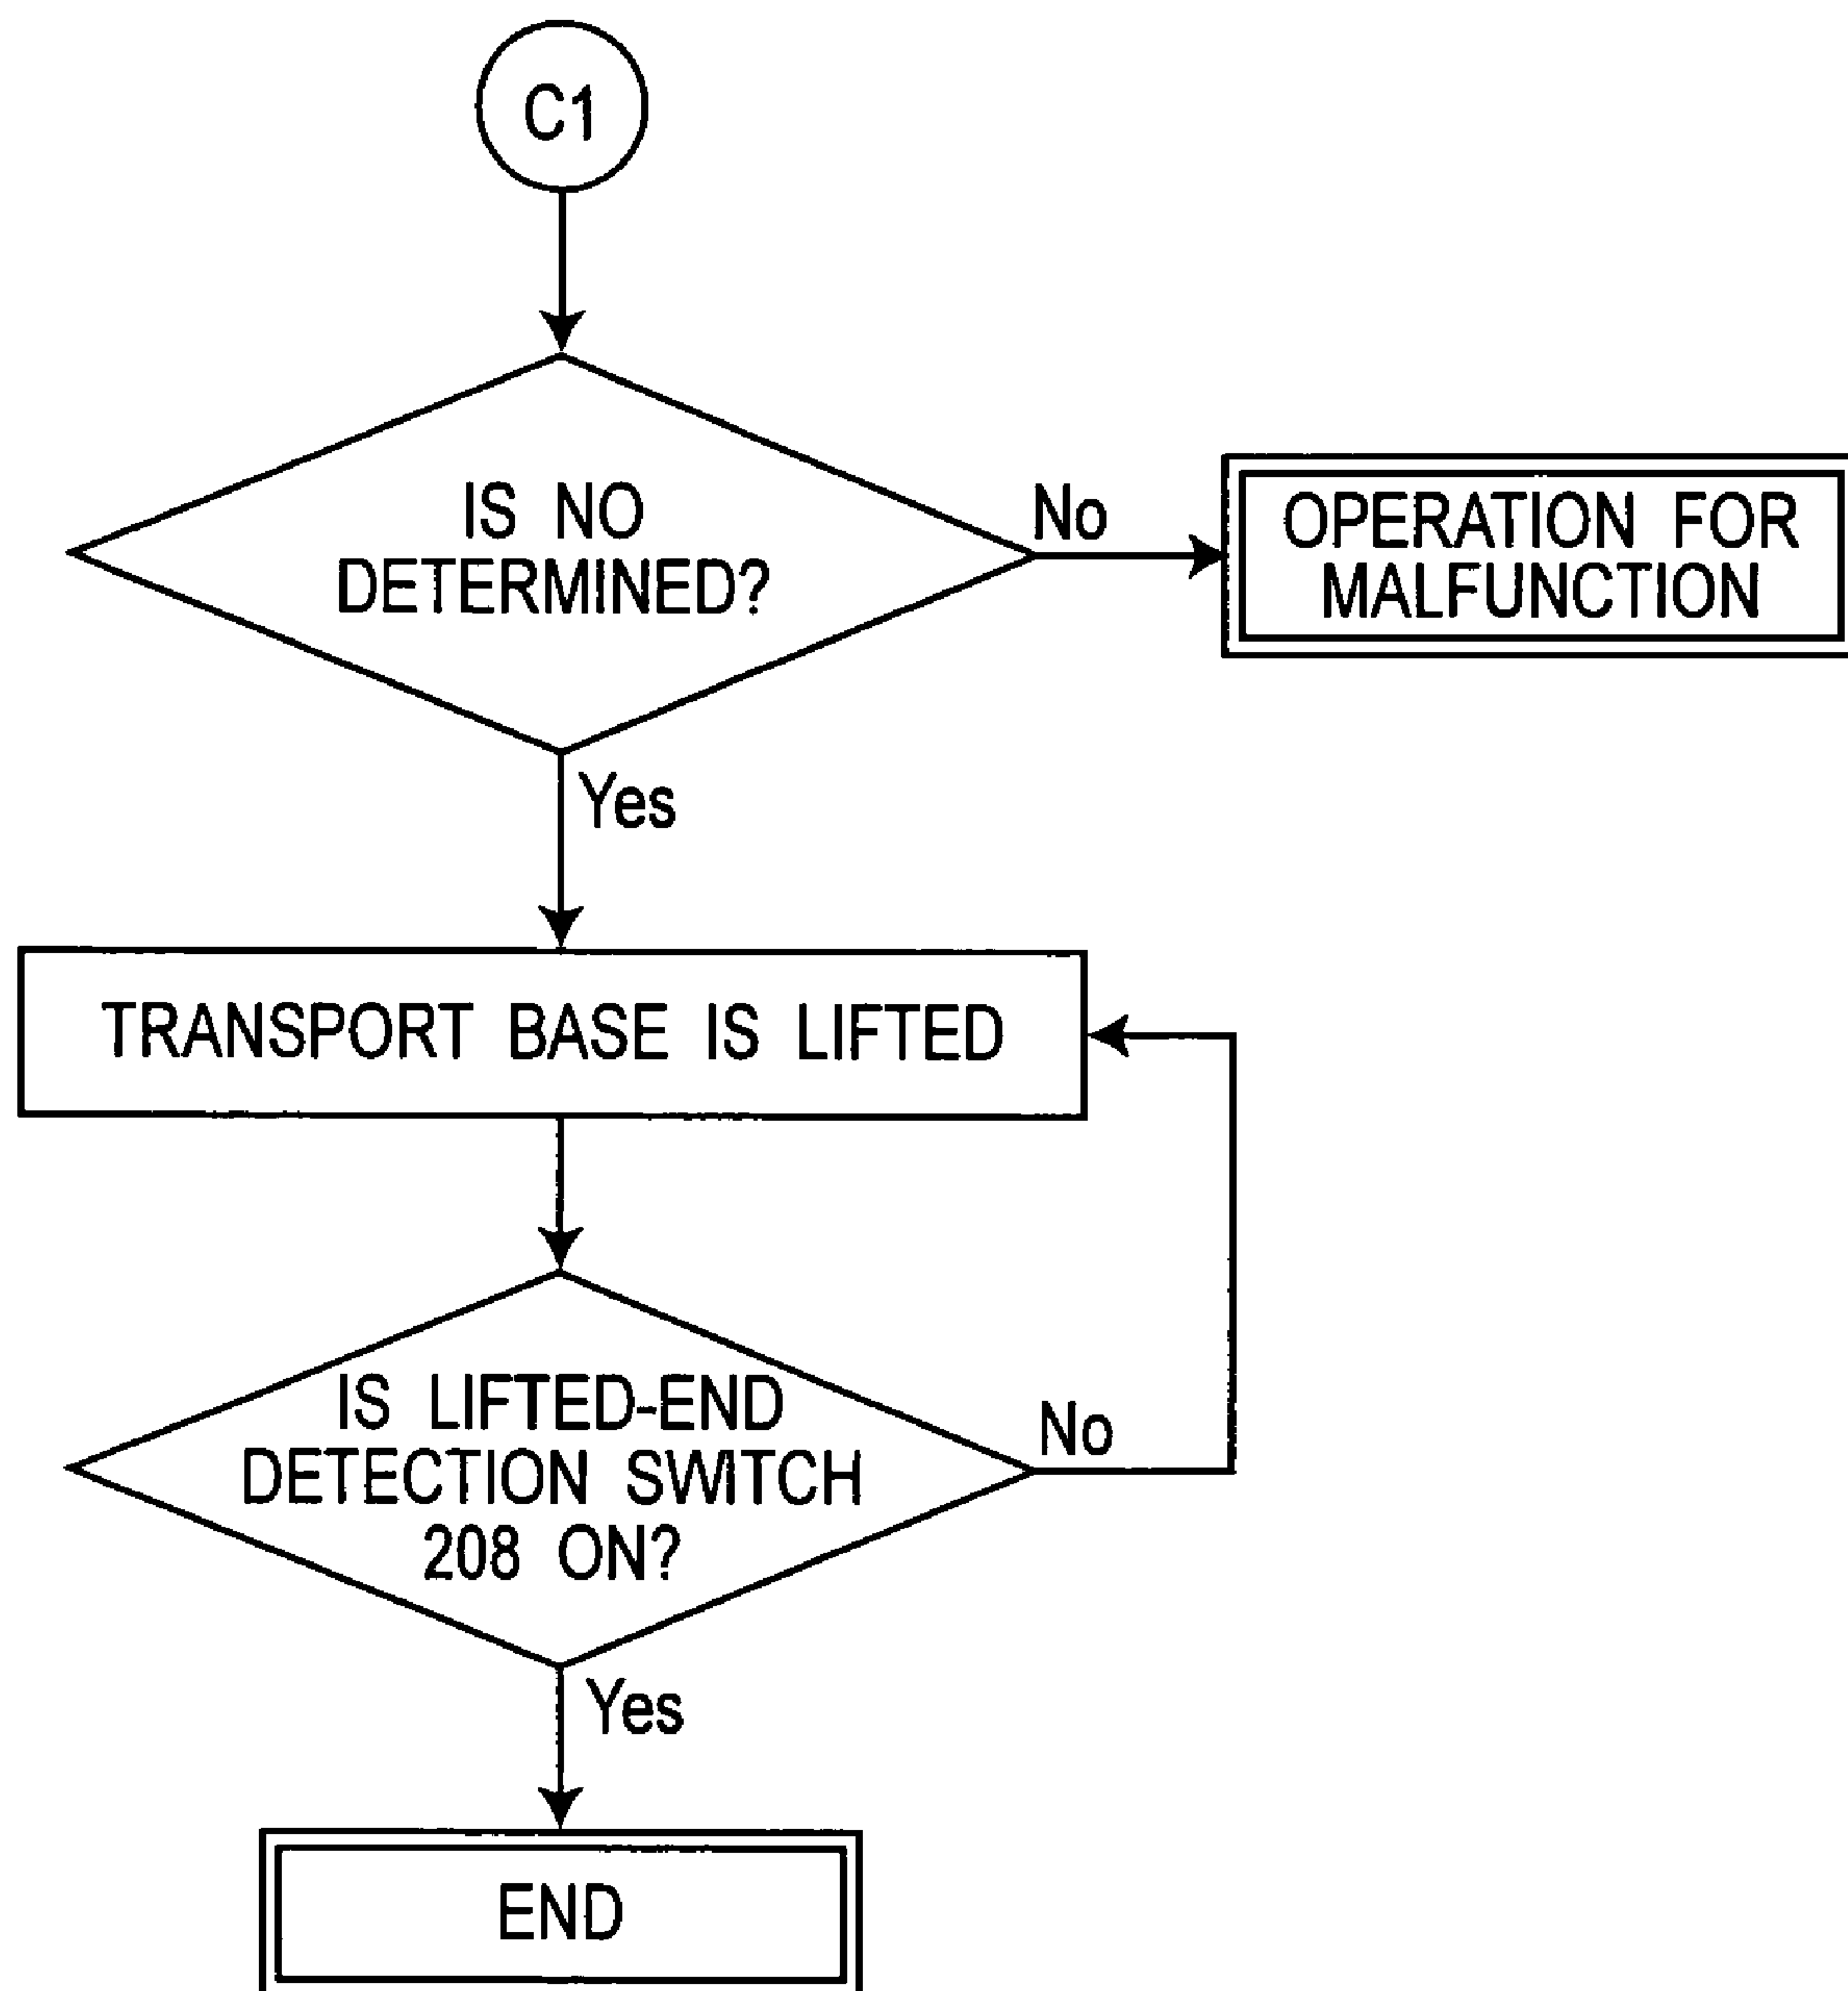 C1
IS NO
DETERMINED?
No
OPERATION FOR
MALFUNCTION
Yes
TRANSPORT BASE IS LIFTED
IS LIFTED-END
DETECTION SWITCH
208 ON?
No
Yes
END